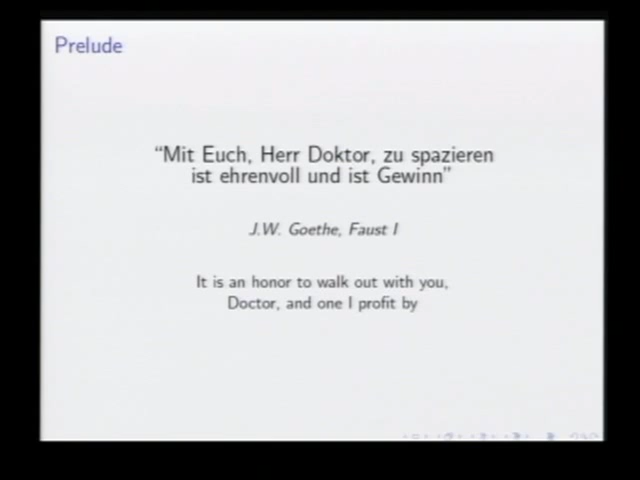 Prelude
“Mit Euch, Herr Doktor, zu spazieren
ist ehrenvoll und ist Gewinn”
J.W. Goethe, Faust I
It is an honor to walk out with you,
Doctor, and one I profit by